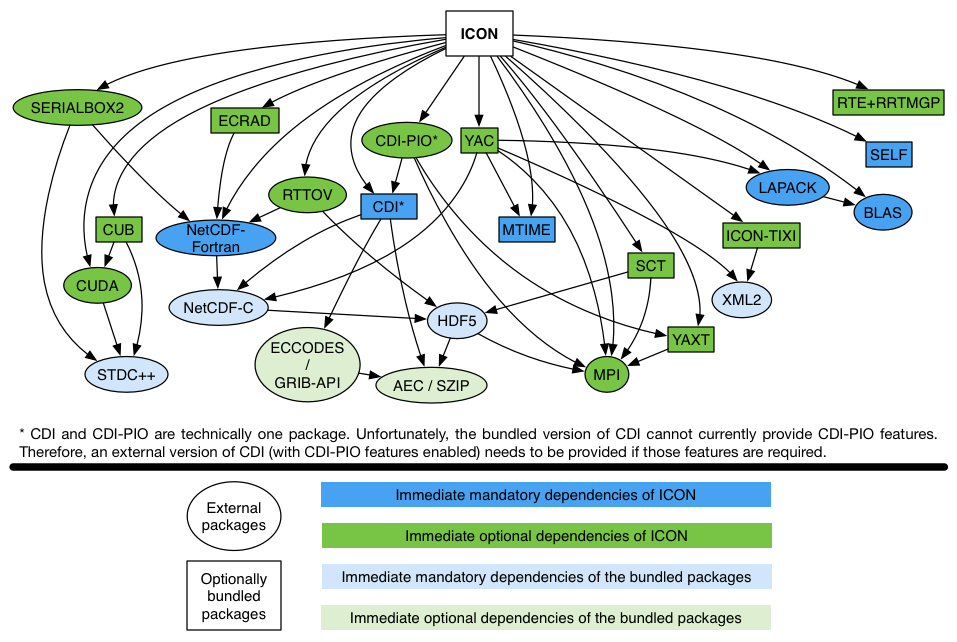 ICON
SERIALBOX2
ECRAD
CDI-PIO*
YAC
RTE+RRTMGP
SELF
RTTOV
CDI*
LAPACK
BLAS
CUB
NetCDF-
Fortran
MTIME
ICON-TIXI
SCT
CUDA
NetCDF-C
HDF5
XML2
YAXT
STDC++
ECCODES
/
GRIB-API
AEC / SZIP
MPI
* CDI and CDI-PIO are technically one package. Unfortunately, the bundled version of CDI cannot currently provide CDI-PIO features.
Therefore, an external version of CDI (with CDI-PIO features enabled) needs to be provided if those features are required.
External
packages
Optionally
bundled
packages
Immediate mandatory dependencies of ICON
Immediate optional dependencies of ICON
Immediate mandatory dependencies of the bundled packages
Immediate optional dependencies of the bundled packages